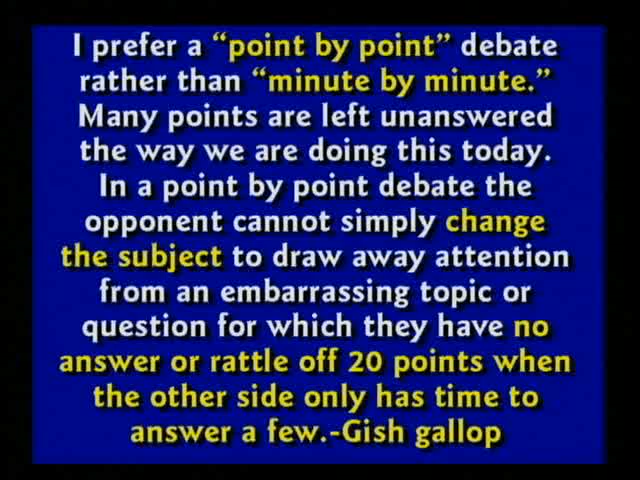 I prefer a “point by point” debate
rather than “minute by minute.”
Many points are left unanswered
the way we are doing this today.
In a point by point debate the
opponent cannot simply change
the subject to draw away attention
from an embarrassing topic or
question for which they have no
answer or rattle off 20 points when
the other side only has time to
answer a few.-Gish gallop